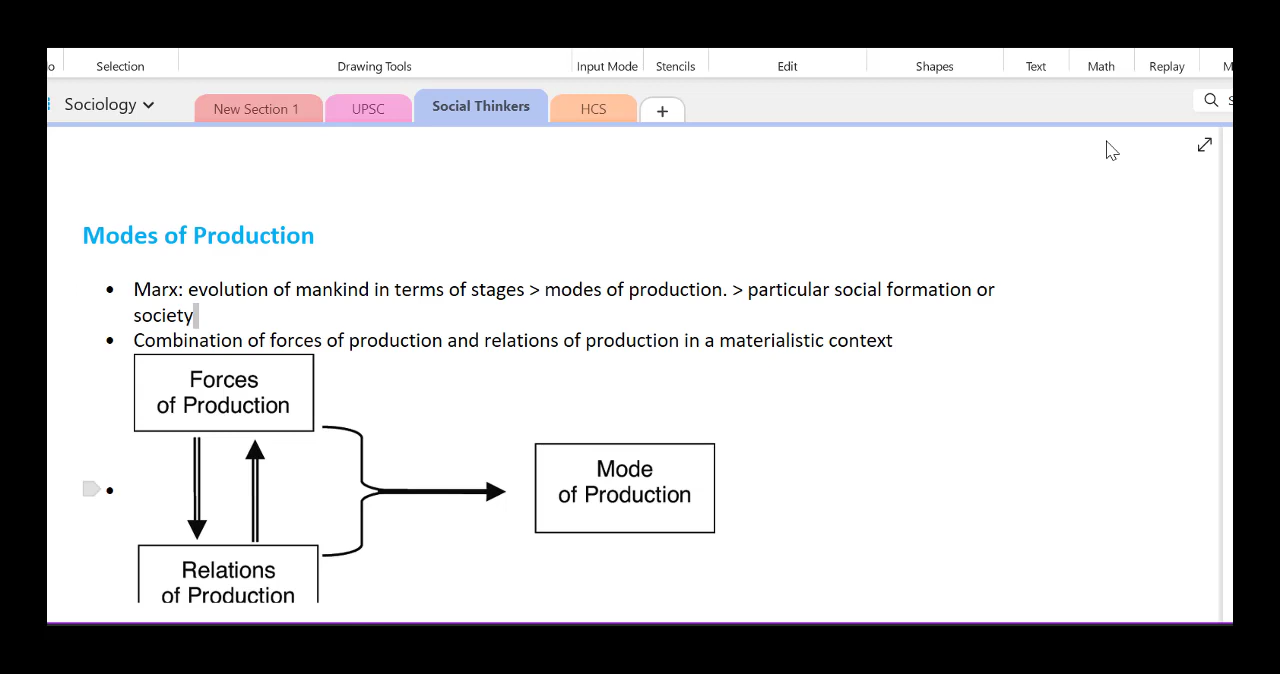 Selection Drawing Tools Input Mode Stencils Edit Shapes Text Math Replay
Sociology New Section 1 UPSC Social Thinkers HCS +
Modes of Production
• Marx: evolution of mankind in terms of stages > modes of production. > particular social formation or
society
• Combination of forces of production and relations of production in a materialistic context
Forces
of Production
Mode
of Production
•
Relations
of Production